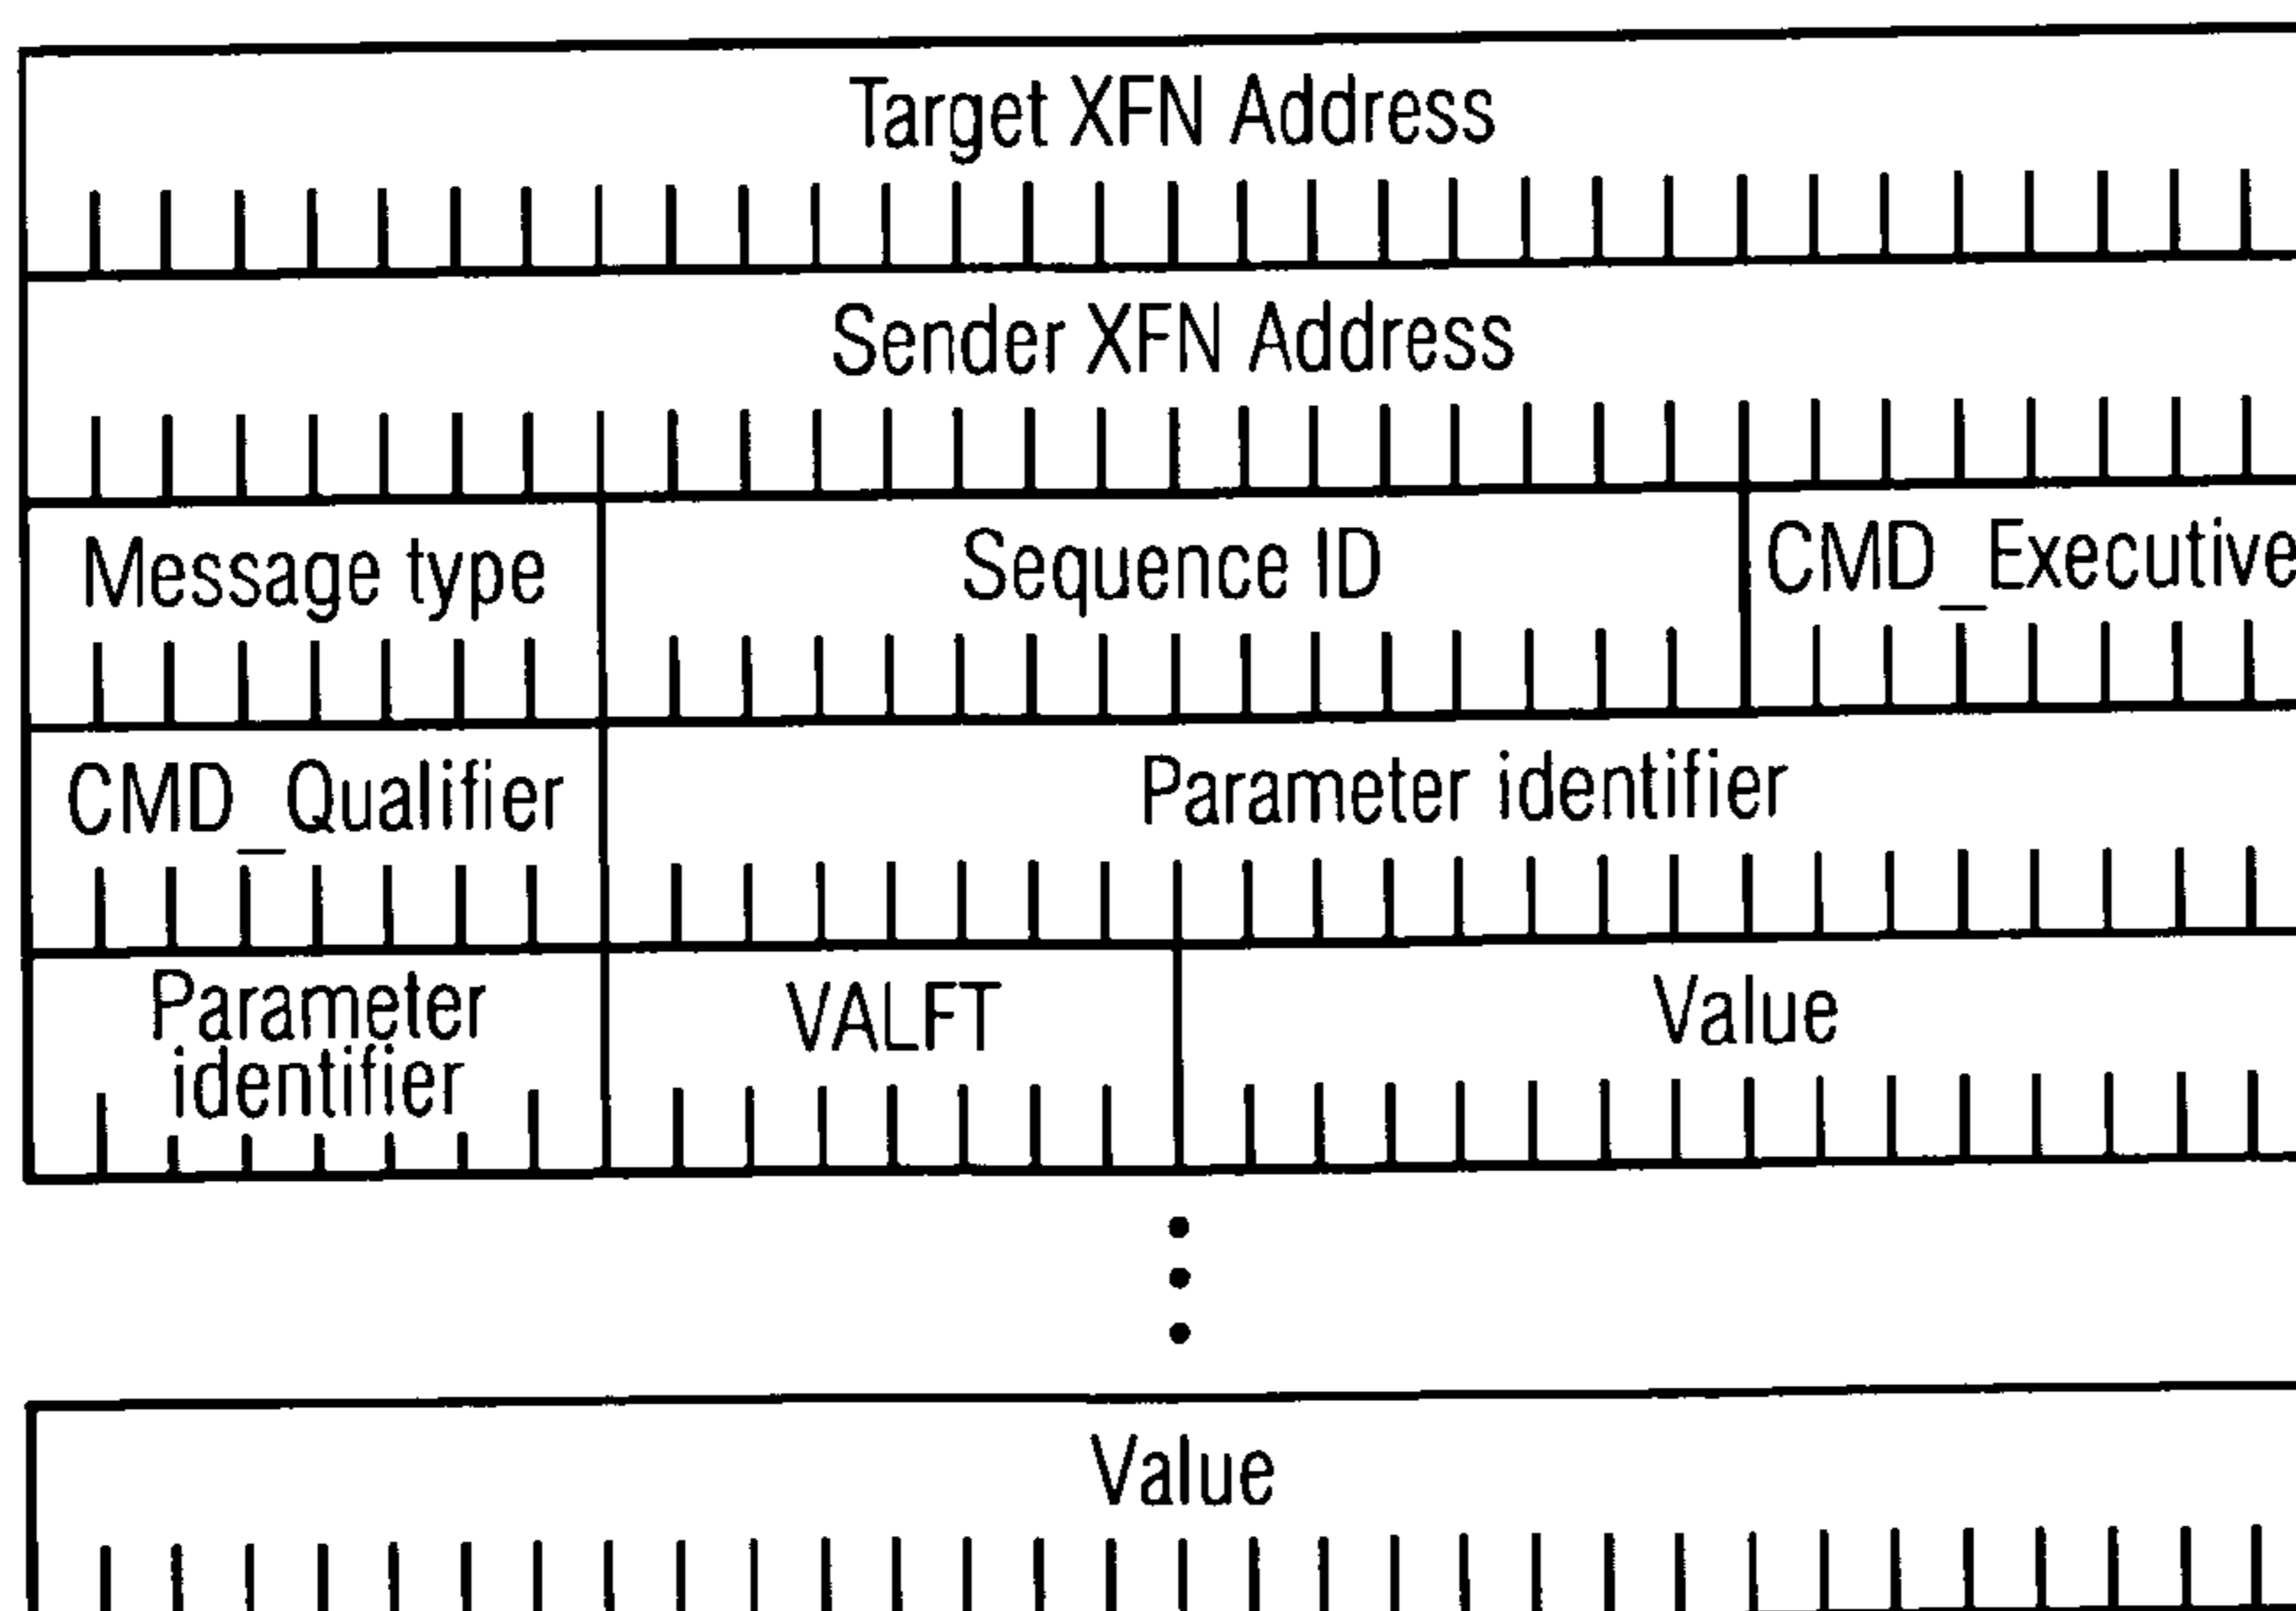 Target XFN Address
Sender XFN Address
Message type
Sequence ID
CMD_Executive
CMD_Qualifier
Parameter identifier
Parameter
identifier
VALFT
Value
Value